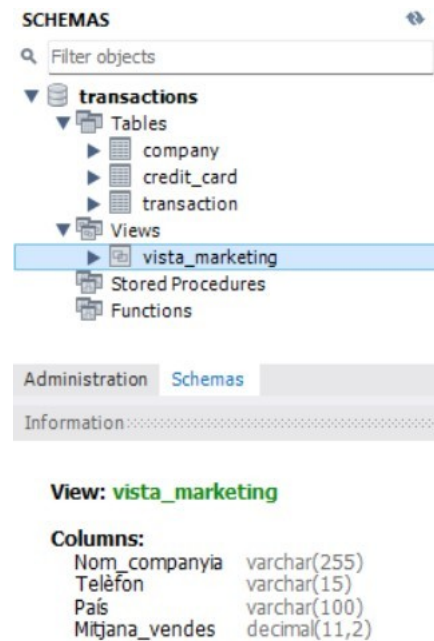 SCHEMAS
Filter objects
transactions
Tables
company
credit_card
transaction
Views
vista_marketing
Stored Procedures
Functions
Administration Schemas
Information
View: vista_marketing
Columns:
Nom_companyia varchar(255)
Telèfon varchar(15)
País varchar(100)
Mitjana_vendes decimal(11,2)